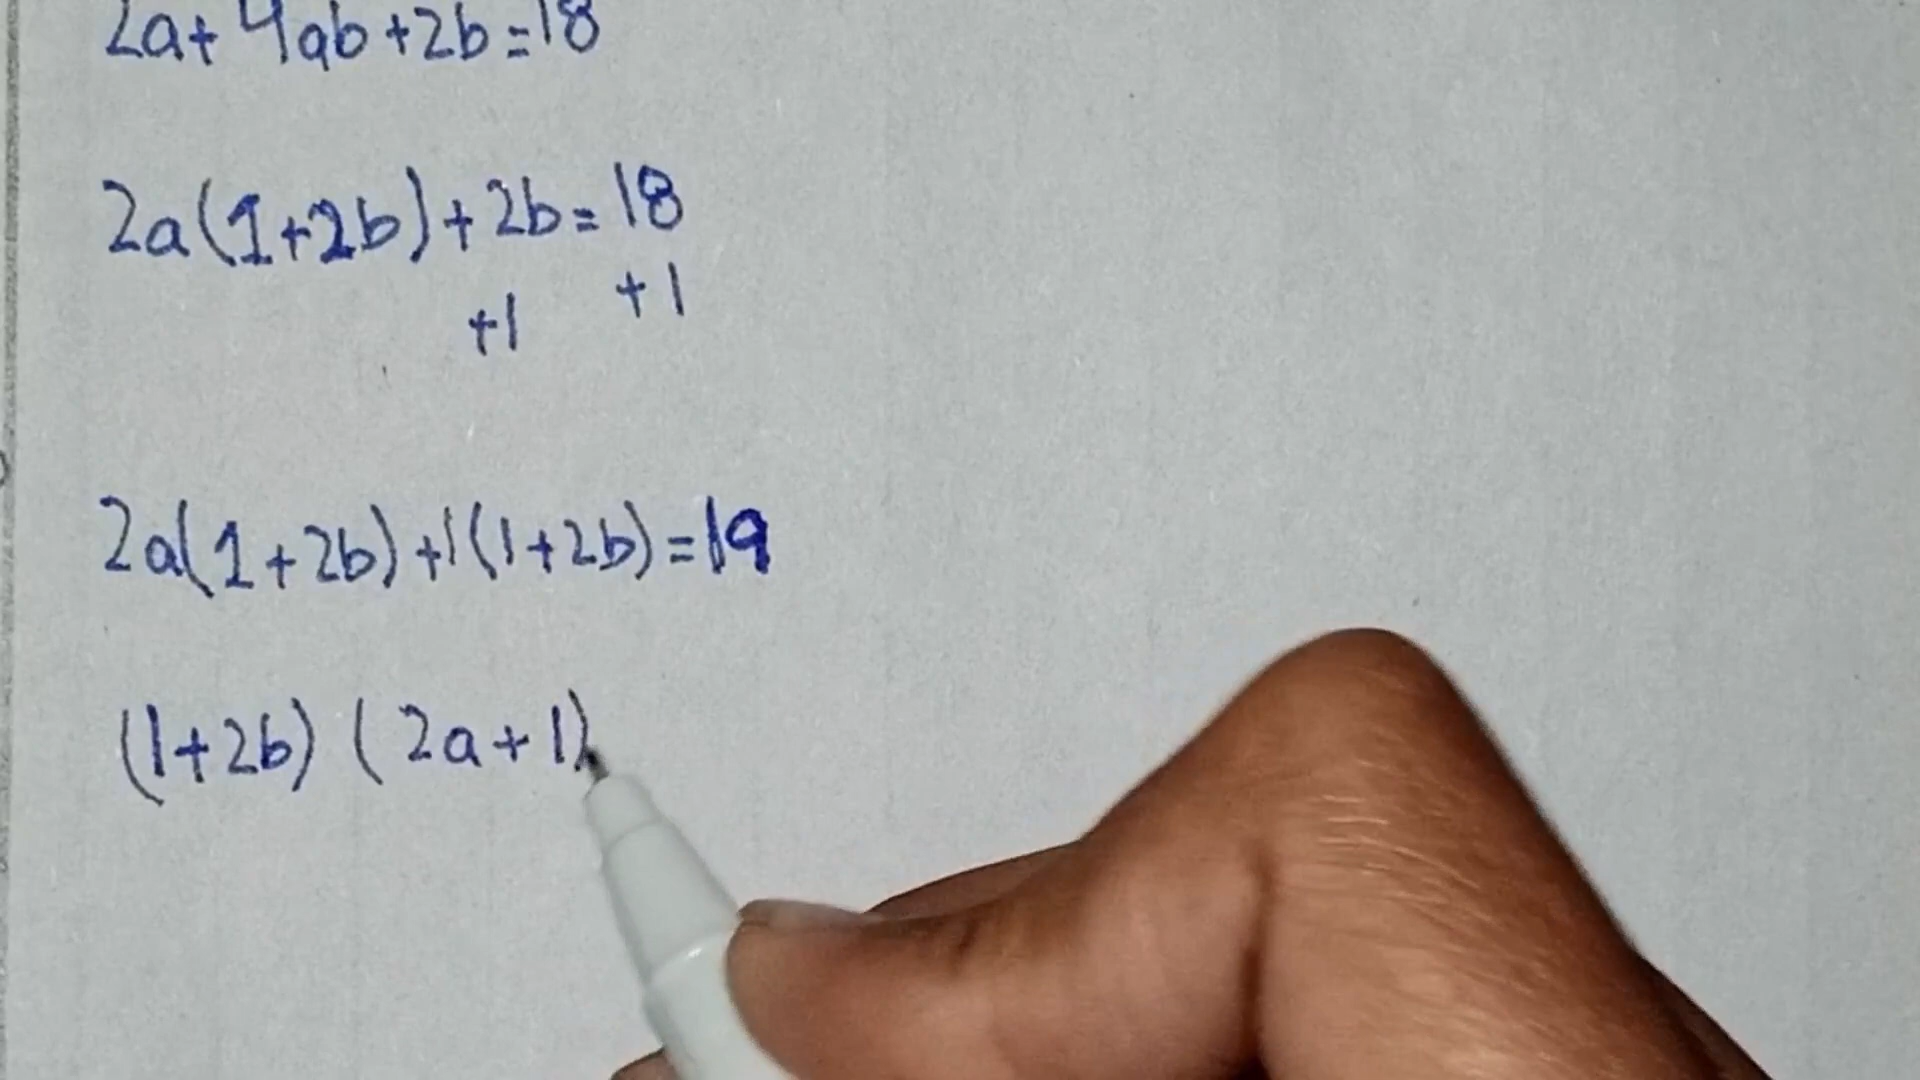 2a+4ab+2b=18
2a(1+2b)+2b=18
+1 +1
2a(1+2b)+1(1+2b)=19
(1+2b) (2a+1)